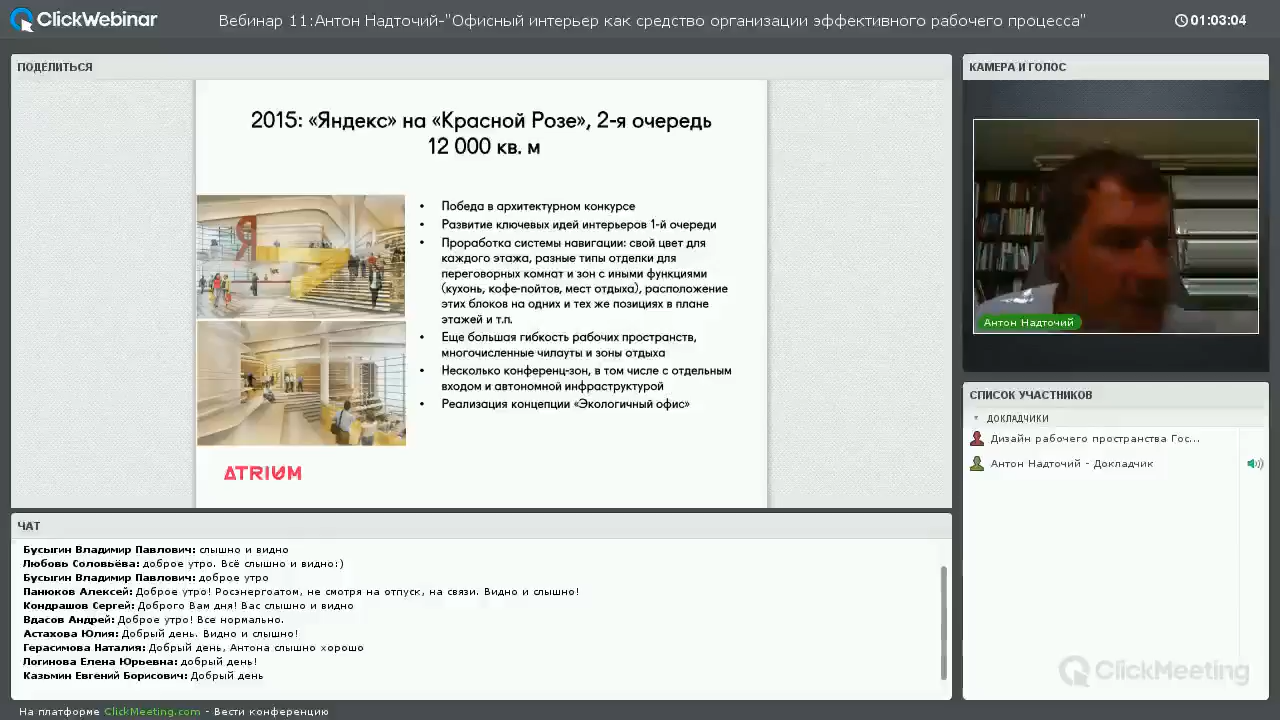 ClickWebinar
Вебинар 11:Антон Надточий-"Офисный интерьер как средство организации эффективного рабочего процесса"
01:03:04
ПОДЕЛИТЬСЯ
2015: «Яндекс» на «Красной Розе», 2-я очередь
12 000 кв. м
• Победа в архитектурном конкурсе
• Развитие ключевых идей интерьеров 1-й очереди
• Проработка системы навигации: свой цвет для
каждого этажа, разные типы отделки для
переговорных комнат и зон с иными функциями
(кухонь, кофе-пойтов, мест отдыха), расположение
этих блоков на одних и тех же позициях в плане
этажей и т.п.
• Еще большая гибкость рабочих пространств,
многочисленные чилауты и зоны отдыха
• Несколько конференц-зон, в том числе с отдельным
входом и автономной инфраструктурой
• Реализация концепции «Экологичный офис»
Я
ATRIUM
КАМЕРА И ГОЛОС
Антон Надточий
СПИСОК УЧАСТНИКОВ
ДОКЛАДЧИКИ
Дизайн рабочего пространства Гос...
Антон Надточий - Докладчик
ClickMeeting
ЧАТ
Бусыгин Владимир Павлович: слышно и видно
Любовь Соловьёва: доброе утро. Всё слышно и видно:)
Бусыгин Владимир Павлович: доброе утро
Панюков Алексей: Доброе утро! Росэнергоатом, не смотря на отпуск, на связи. Видно и слышно!
Кондрашов Сергей: Доброго Вам дня! Вас слышно и видно
Вдасов Андрей: Доброе утро! Все нормально.
Астахова Юлия: Добрый день. Видно и слышно!
Герасимова Наталия: Добрый день, Антона слышно хорошо
Логинова Елена Юрьевна: добрый день!
Казьмин Евгений Борисович: Добрый день
На платформе ClickMeeting.com - Вести конференцию